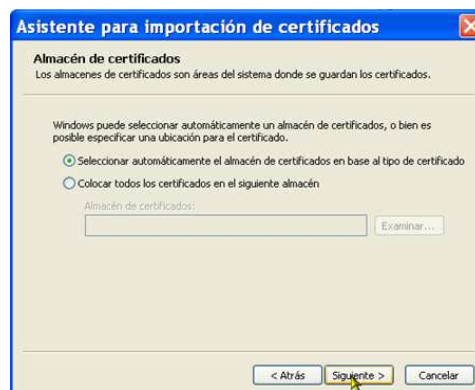 Asistente para importación de certificados
Almacén de certificados
Los almacenes de certificados son áreas del sistema donde se guardan los certificados.
Windows puede seleccionar automáticamente un almacén de certificados, o bien es
posible especificar una ubicación para el certificado.
Seleccionar automáticamente el almacén de certificados en base al tipo de certificado
Colocar todos los certificados en el siguiente almacén
Almacén de certificados:
Examinar...
< Atrás Siguiente > Cancelar